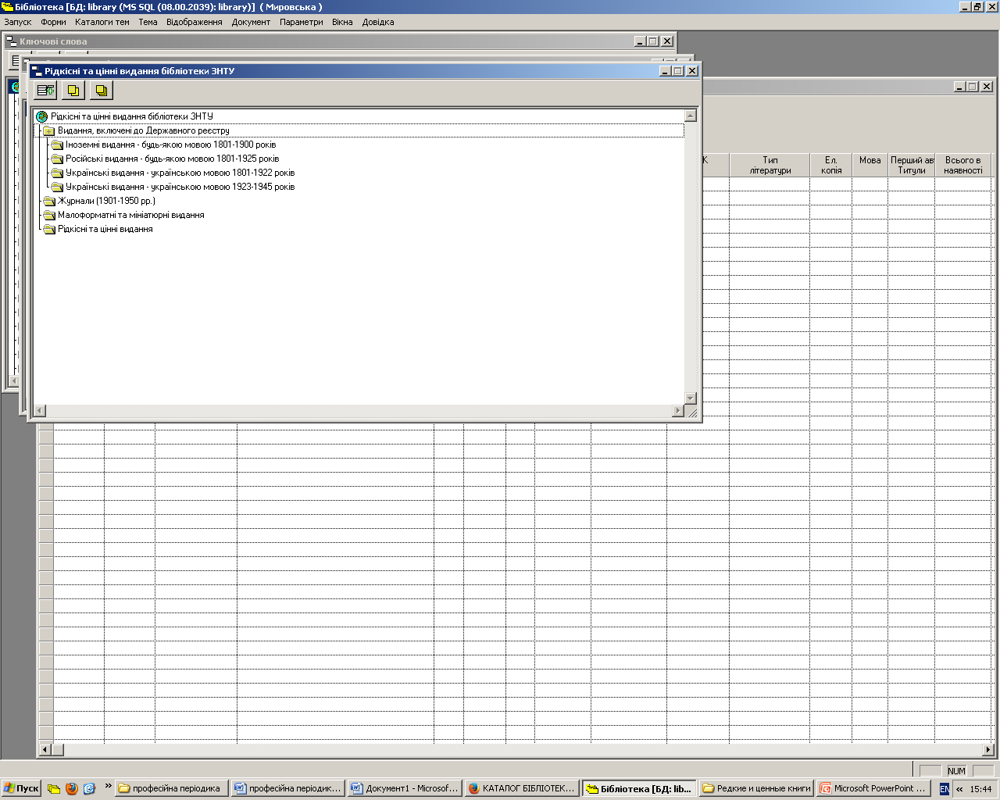 Бібліотека [БД: library (MS SQL (08.00.2039): library)] ( Мировська )
Запуск Форми Каталоги тем Тема Відображення Документ Параметри Вікна Довідка
Ключові слова
Рідкісні та цінні видання бібліотеки ЗНТУ
Рідкісні та цінні видання бібліотеки ЗНТУ
Видання, включені до Державного реєстру
Іноземні видання - будь-якою мовою 1801-1900 років
Російські видання - будь-якою мовою 1801-1925 років
Українські видання - українською мовою 1801-1922 років
Українські видання - українською мовою 1923-1945 років
Журнали (1901-1950 рр.)
Малоформатні та мініатюрні видання
Рідкісні та цінні видання
К Тип Ел. Мова Перший ав Всього в
літератури копія Титули наявності
NUM
Пуск » професійна періодика професійна періодик... Документ1 - Microsof... КАТАЛОГ БІБЛІОТЕК... Бібліотека [БД: lib... Редкие и ценные книги Microsoft PowerPoint ... EN « 15:44